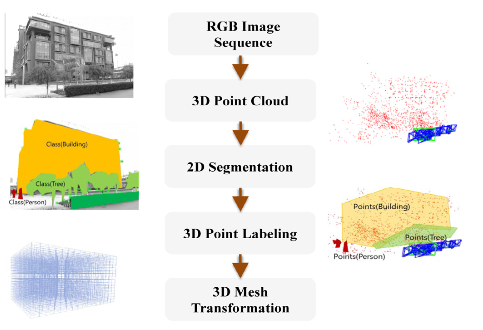 RGB Image
Sequence
3D Point Cloud
2D Segmentation
3D Point Labeling
3D Mesh
Transformation
Class(Building)
Class(Tree)
Class(Person)
Points(Building)
Points(Tree)
Points(Person)